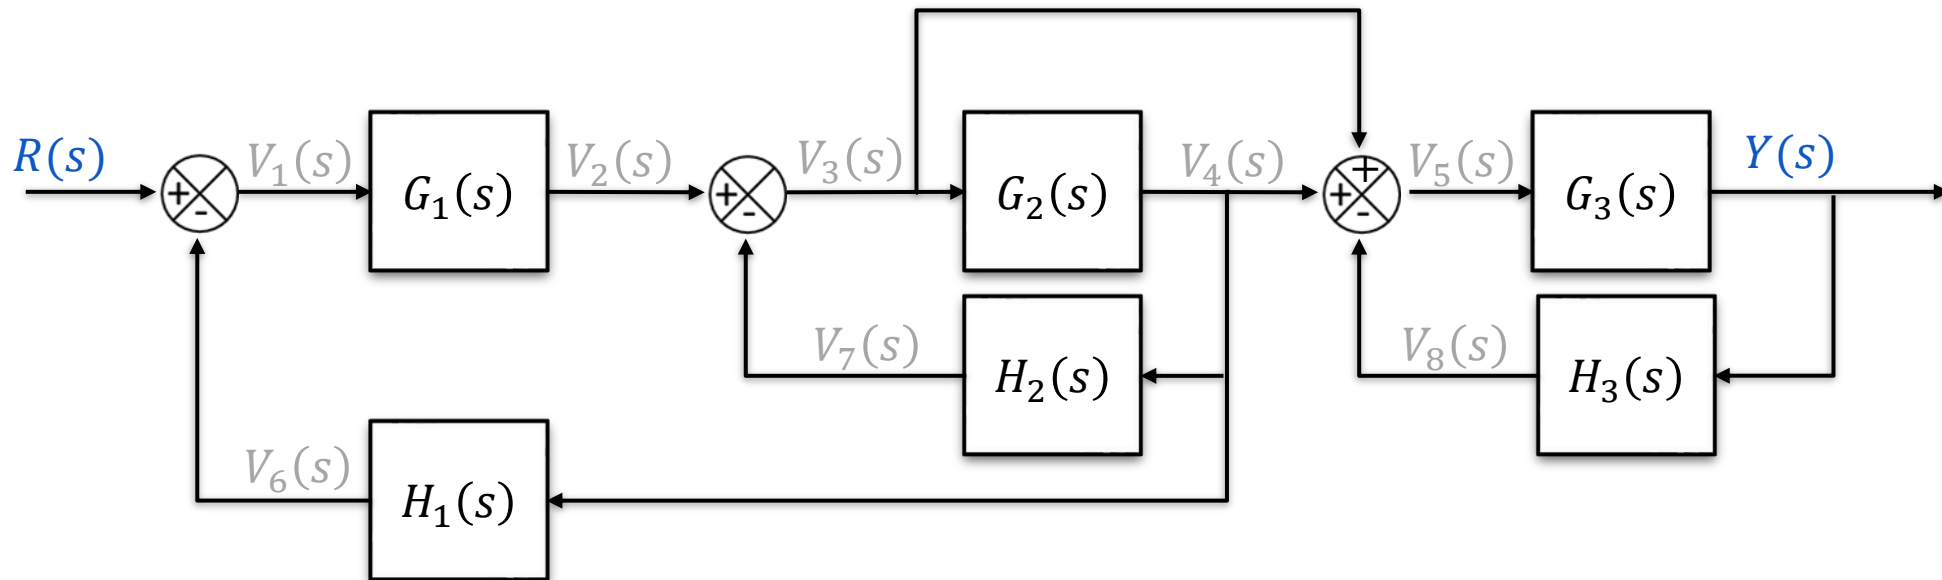 R(s)
+
-
V₁(s)
G₁(s)
V₂(s)
+
-
V₃(s)
G₂(s)
V₄(s)
+
+
-
V₅(s)
G₃(s)
Y(s)
V₇(s)
H₂(s)
V₈(s)
H₃(s)
V₆(s)
H₁(s)